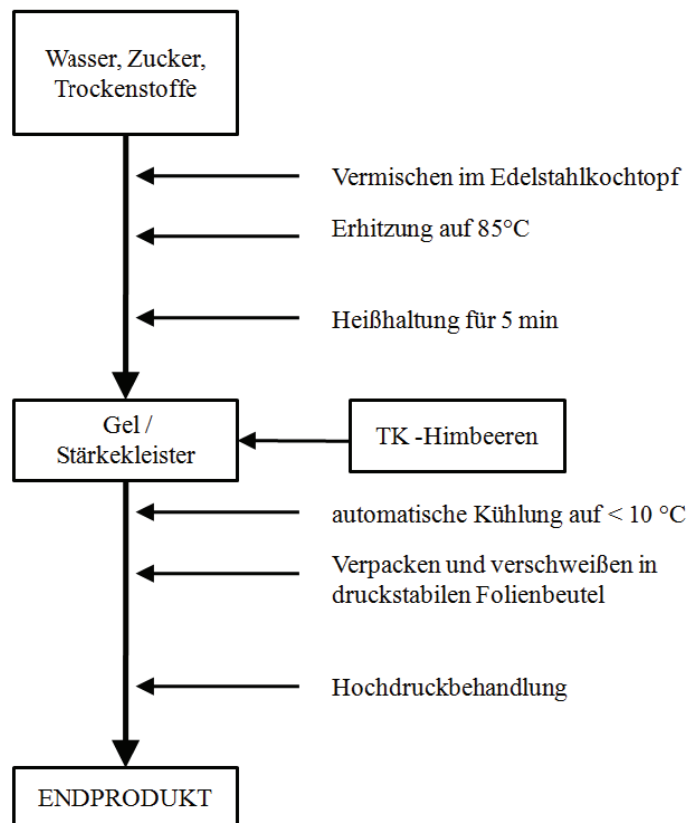 Wasser, Zucker,
Trockenstoffe
Vermischen im Edelstahlkochtopf
Erhitzung auf 85°C
Heißhaltung für 5 min
Gel /
Stärkekleister
TK -Himbeeren
automatische Kühlung auf < 10 °C
Verpacken und verschweißen in
druckstabilen Folienbeutel
Hochdruckbehandlung
ENDPRODUKT